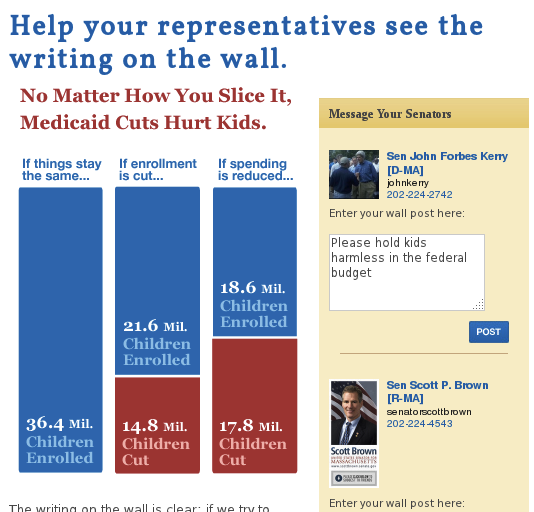 Help your representatives see the
writing on the wall.
No Matter How You Slice It,
Medicaid Cuts Hurt Kids.
If things stay
the same...
If enrollment
is cut...
If spending
is reduced...
36.4 Mil.
Children
Enrolled
21.6 Mil.
Children
Enrolled
14.8 Mil.
Children
Cut
18.6 Mil.
Children
Enrolled
17.8 Mil.
Children
Cut
The writing on the wall is clear: if we try to
Message Your Senators
Sen John Forbes Kerry
[D-MA]
johnkerry
202-224-2742
Enter your wall post here:
Please hold kids
harmless in the federal
budget
POST
Sen Scott P. Brown
[R-MA]
senatorscottbrown
202-224-4543
Scott Brown
MASSACHUSETTS
Enter your wall post here: